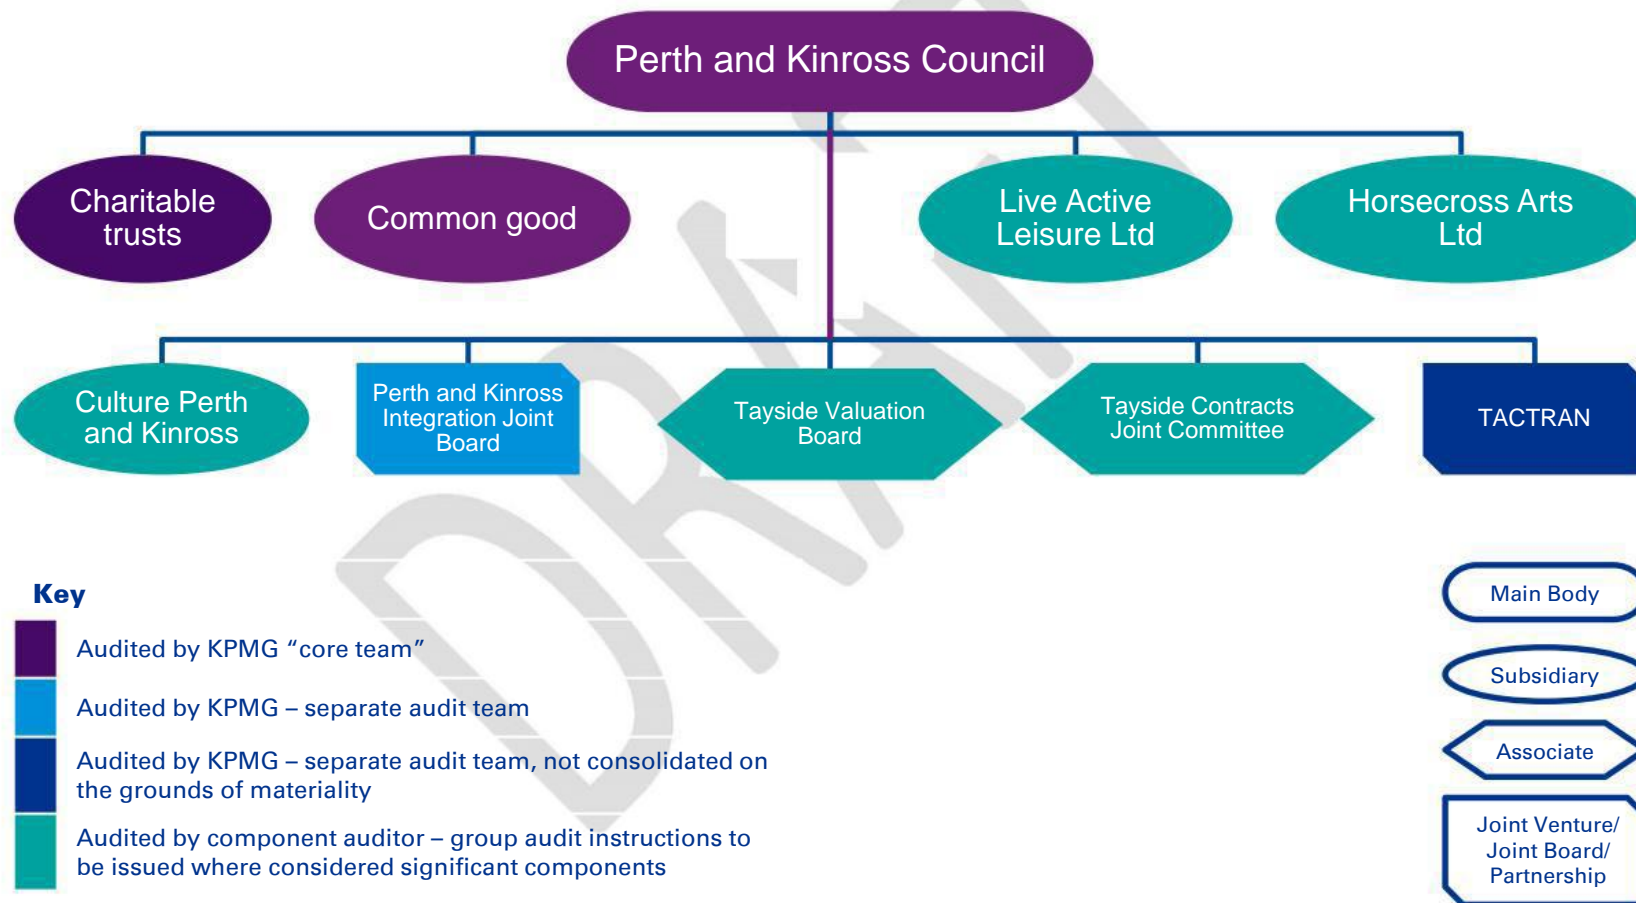 Perth and Kinross Council
Charitable
trusts
Common good
Live Active
Leisure Ltd
Horsecross Arts
Ltd
Culture Perth
and Kinross
Perth and Kinross
Integration Joint
Board
Tayside Valuation
Board
Tayside Contracts
Joint Committee
TACTRAN
DRAFT
Key
Audited by KPMG “core team”
Audited by KPMG – separate audit team
Audited by KPMG – separate audit team, not consolidated on
the grounds of materiality
Audited by component auditor – group audit instructions to
be issued where considered significant components
Main Body
Subsidiary
Associate
Joint Venture/
Joint Board/
Partnership